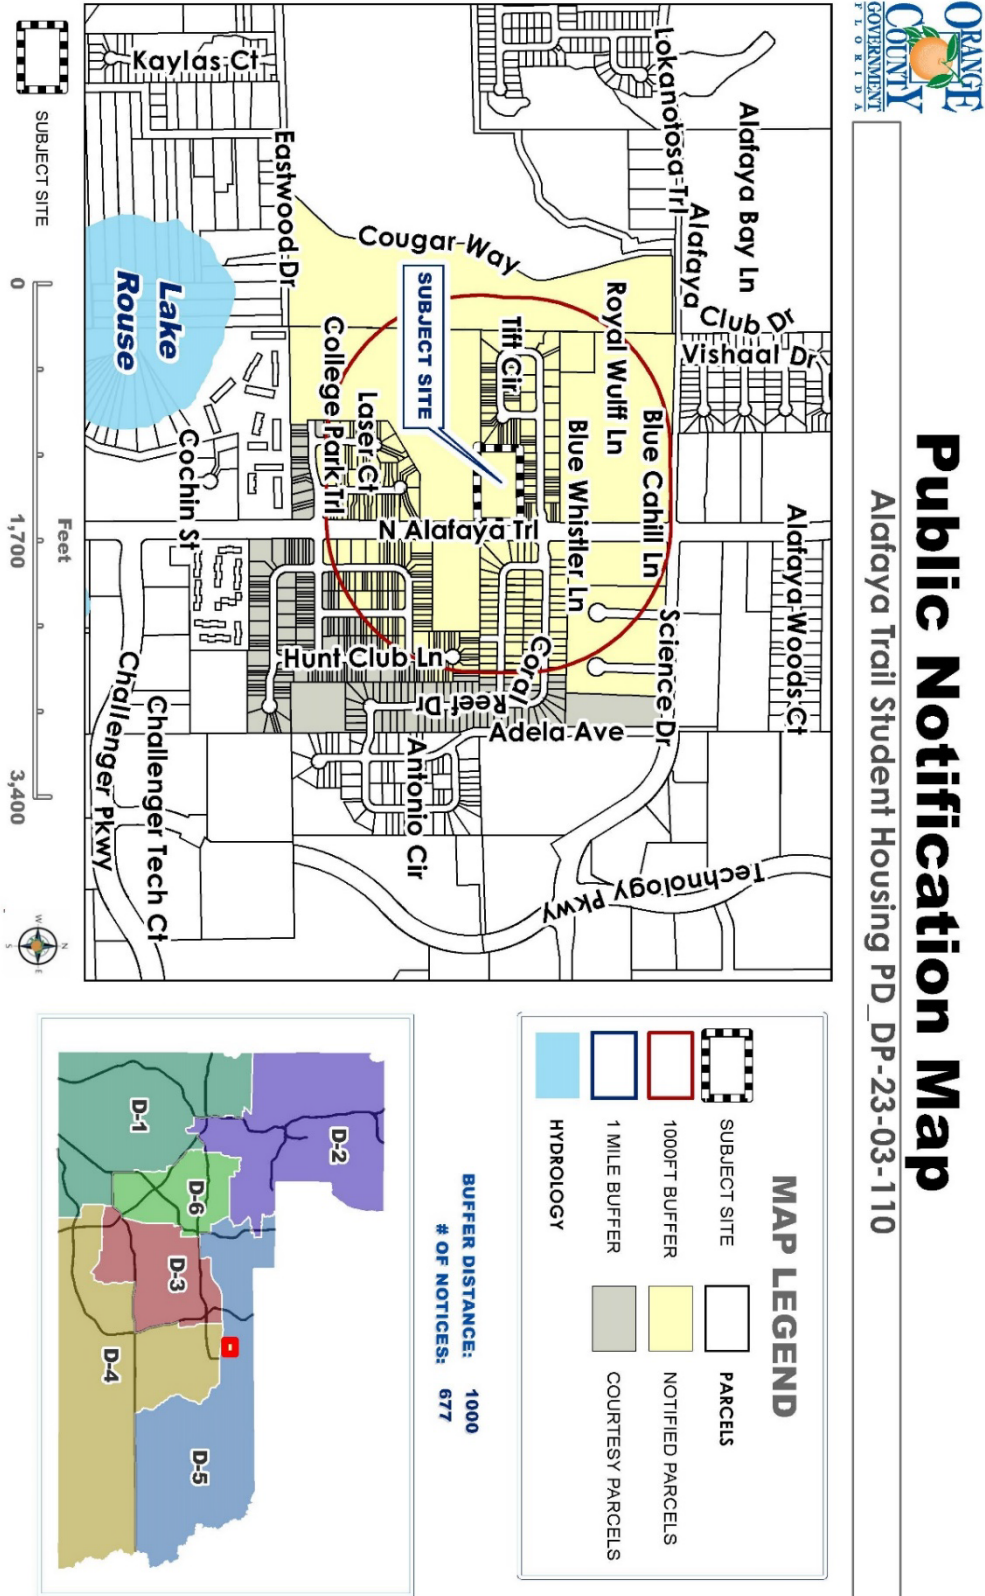 ORANGE
COUNTY
GOVERNMENT
FLORIDA
Public Notification Map
Alafaya Trail Student Housing PD_DP-23-03-110
Alafaya Bay Ln
Lokanotosa Trl
Alafaya
Club Dr
Vishaal Dr
Alafaya Woods Ct
Kaylas Ct
Eastwood Dr
Cougar Way
Royal Wulff Ln
Blue Cahill Ln
Science Dr
Technology Pkwy
Tift Cir
Blue Whistler Ln
SUBJECT SITE
N Alafaya Trl
Coral
Reef Dr
Adela Ave
Laser Ct
College Park Trl
Hunt Club Ln
Antonio Cir
Lake
Rouse
Cochin St
Challenger Tech Ct
Challenger Pkwy
SUBJECT SITE
0
1,700
3,400
Feet
N
W
E
S
MAP LEGEND
SUBJECT SITE
1000FT BUFFER
1 MILE BUFFER
HYDROLOGY
PARCELS
NOTIFIED PARCELS
COURTESY PARCELS
BUFFER DISTANCE: 1000
# OF NOTICES: 677
D-2
D-1
D-6
D-3
D-5
D-4